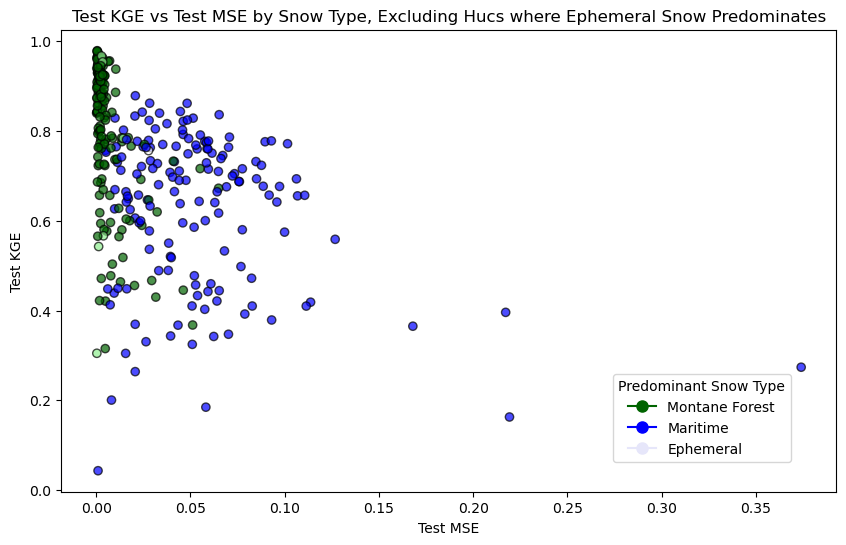 Test KGE vs Test MSE by Snow Type, Excluding Hucs where Ephemeral Snow Predominates
1.0
0.8
0.6
0.4
0.2
0.0
Test KGE
Predominant Snow Type
Montane Forest
Maritime
Ephemeral
0.00 0.05 0.10 0.15 0.20 0.25 0.30 0.35
Test MSE